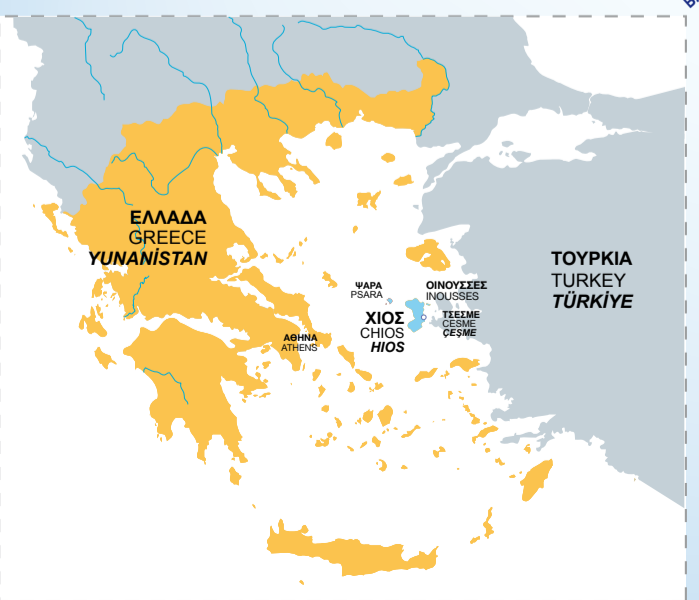 ΕΛΛΑΔΑ
GREECE
YUNANİSTAN
ΤΟΥΡΚΙΑ
TURKEY
TÜRKİYE
ΨΑΡΑ
PSARA
ΟΙΝΟΥΣΣΕΣ
INOUSSES
ΧΙΟΣ
CHIOS
HIOS
ΤΣΕΣΜΕ
CESME
ÇEŞME
ΑΘΗΝΑ
ATHENS